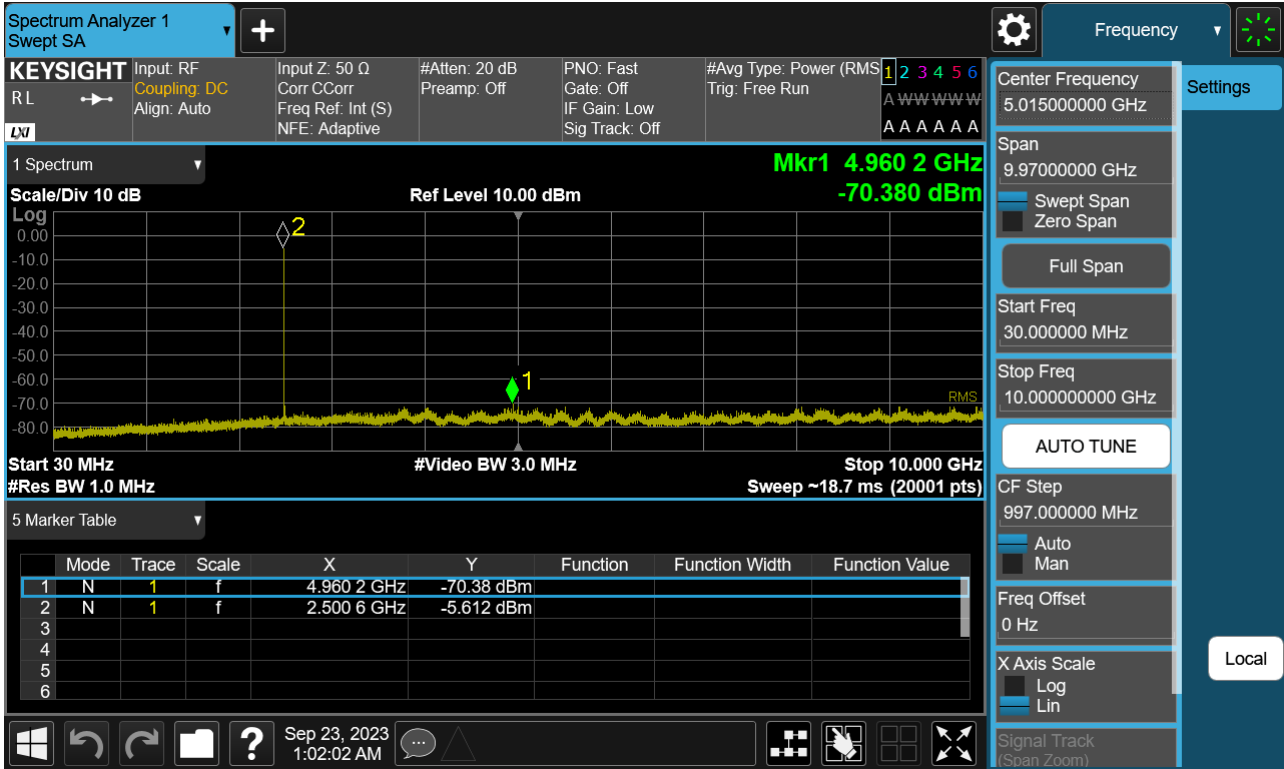 Spectrum Analyzer 1
Swept SA
Frequency
KEYSIGHT
R L
LXI
Input: RF
Coupling: DC
Align: Auto
Input Z: 50 Ω
Corr CCorr
Freq Ref: Int (S)
NFE: Adaptive
#Atten: 20 dB
Preamp: Off
PNO: Fast
Gate: Off
IF Gain: Low
Sig Track: Off
#Avg Type: Power (RMS
Trig: Free Run
1 2 3 4 5 6
A W W W W W
A A A A A A
1 Spectrum
Mkr1 4.960 2 GHz
-70.380 dBm
Scale/Div 10 dB
Ref Level 10.00 dBm
Log
0.00
-10.0
-20.0
-30.0
-40.0
-50.0
-60.0
-70.0
-80.0
2
1
RMS
Start 30 MHz
#Video BW 3.0 MHz
Stop 10.000 GHz
#Res BW 1.0 MHz
Sweep ~18.7 ms (20001 pts)
5 Marker Table
Mode Trace Scale X Y Function Function Width Function Value
1 N 1 f 4.960 2 GHz -70.38 dBm
2 N 1 f 2.500 6 GHz -5.612 dBm
3
4
5
6
Sep 23, 2023
1:02:02 AM
Center Frequency
5.015000000 GHz
Span
9.97000000 GHz
Swept Span
Zero Span
Full Span
Start Freq
30.000000 MHz
Stop Freq
10.000000000 GHz
AUTO TUNE
CF Step
997.000000 MHz
Auto
Man
Freq Offset
0 Hz
X Axis Scale
Log
Lin
Signal Track
(Span Zoom)
Settings
Local